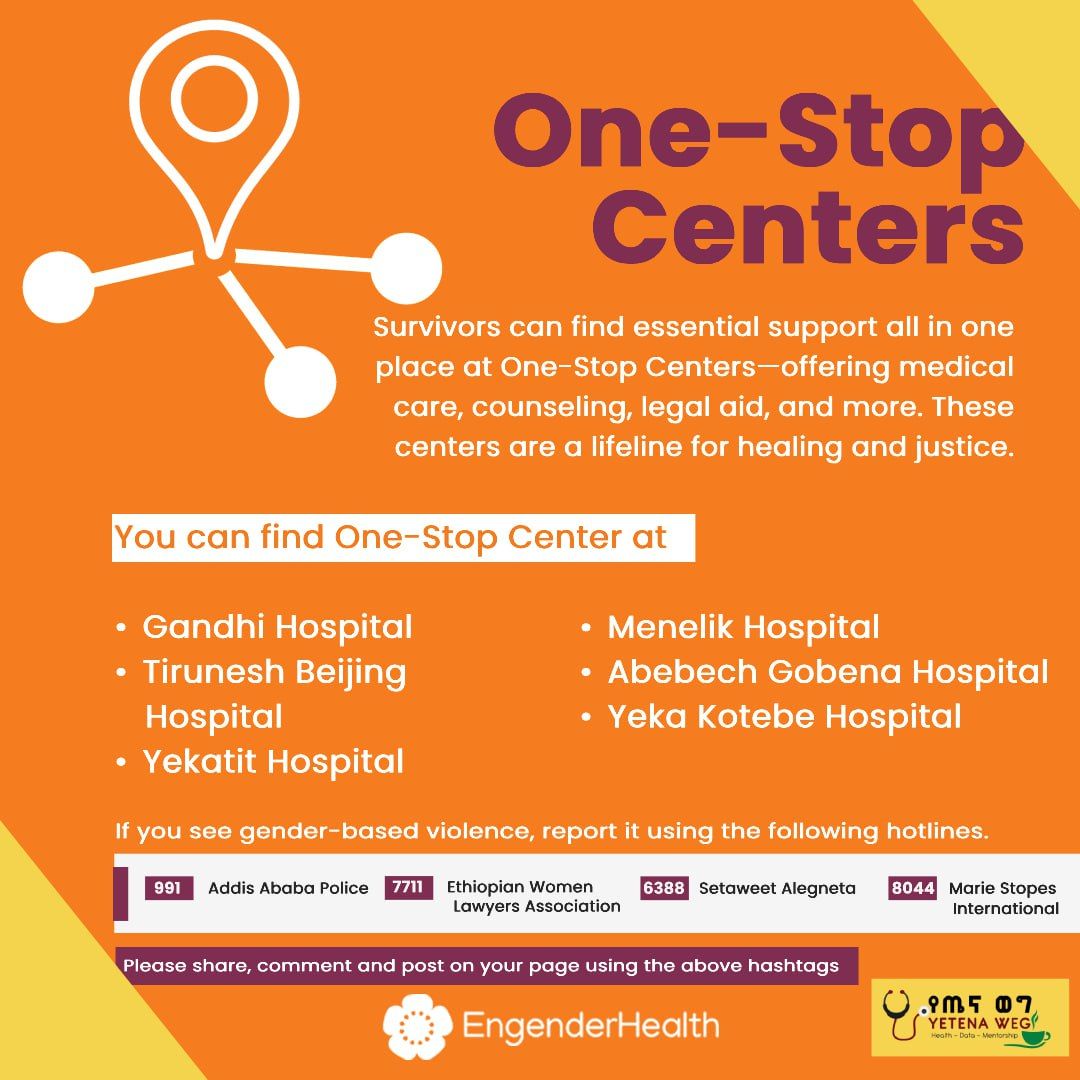 One-Stop
Centers
Survivors can find essential support all in one
place at One-Stop Centers—offering medical
care, counseling, legal aid, and more. These
centers are a lifeline for healing and justice.
You can find One-Stop Center at
• Gandhi Hospital
• Tirunesh Beijing
Hospital
• Yekatit Hospital
• Menelik Hospital
• Abebech Gobena Hospital
• Yeka Kotebe Hospital
If you see gender-based violence, report it using the following hotlines.
991 Addis Ababa Police
7711 Ethiopian Women
Lawyers Association
6388 Setaweet Alegneta
8044 Marie Stopes
International
Please share, comment and post on your page using the above hashtags
EngenderHealth
የጤና ወግ
YETENA WEG
Health - Data - Mentorship